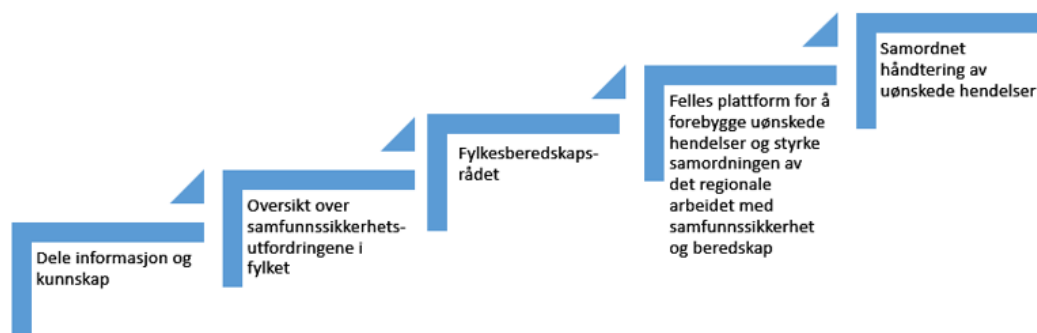 Dele informasjon og
kunnskap
Oversikt over
samfunnssikkerhets-
utfordringene i
fylket
Fylkesberedskaps-
rådet
Felles plattform for å
forebygge uønskede
hendelser og styrke
samordningen av
det regionale
arbeidet med
samfunnssikkerhet
og beredskap
Samordnet
håndtering av
uønskede hendelser